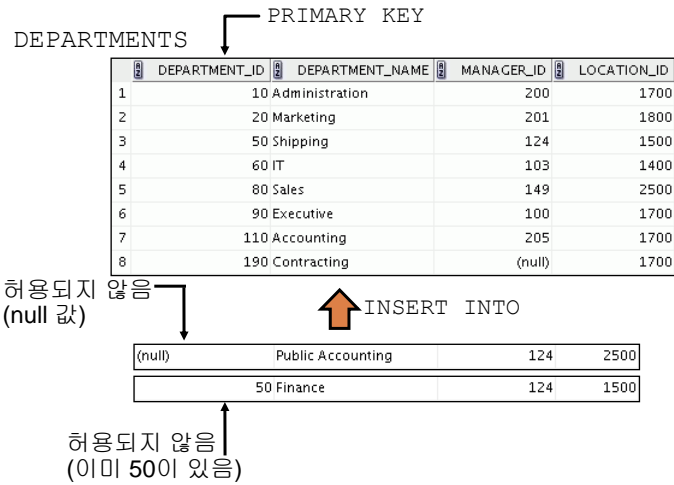 PRIMARY KEY
DEPARTMENTS
DEPARTMENT_ID DEPARTMENT_NAME MANAGER_ID LOCATION_ID
1 10 Administration 200 1700
2 20 Marketing 201 1800
3 50 Shipping 124 1500
4 60 IT 103 1400
5 80 Sales 149 2500
6 90 Executive 100 1700
7 110 Accounting 205 1700
8 190 Contracting (null) 1700
허용되지 않음
(null 값)
INSERT INTO
(null) Public Accounting 124 2500
50 Finance 124 1500
허용되지 않음
(이미 50이 있음)